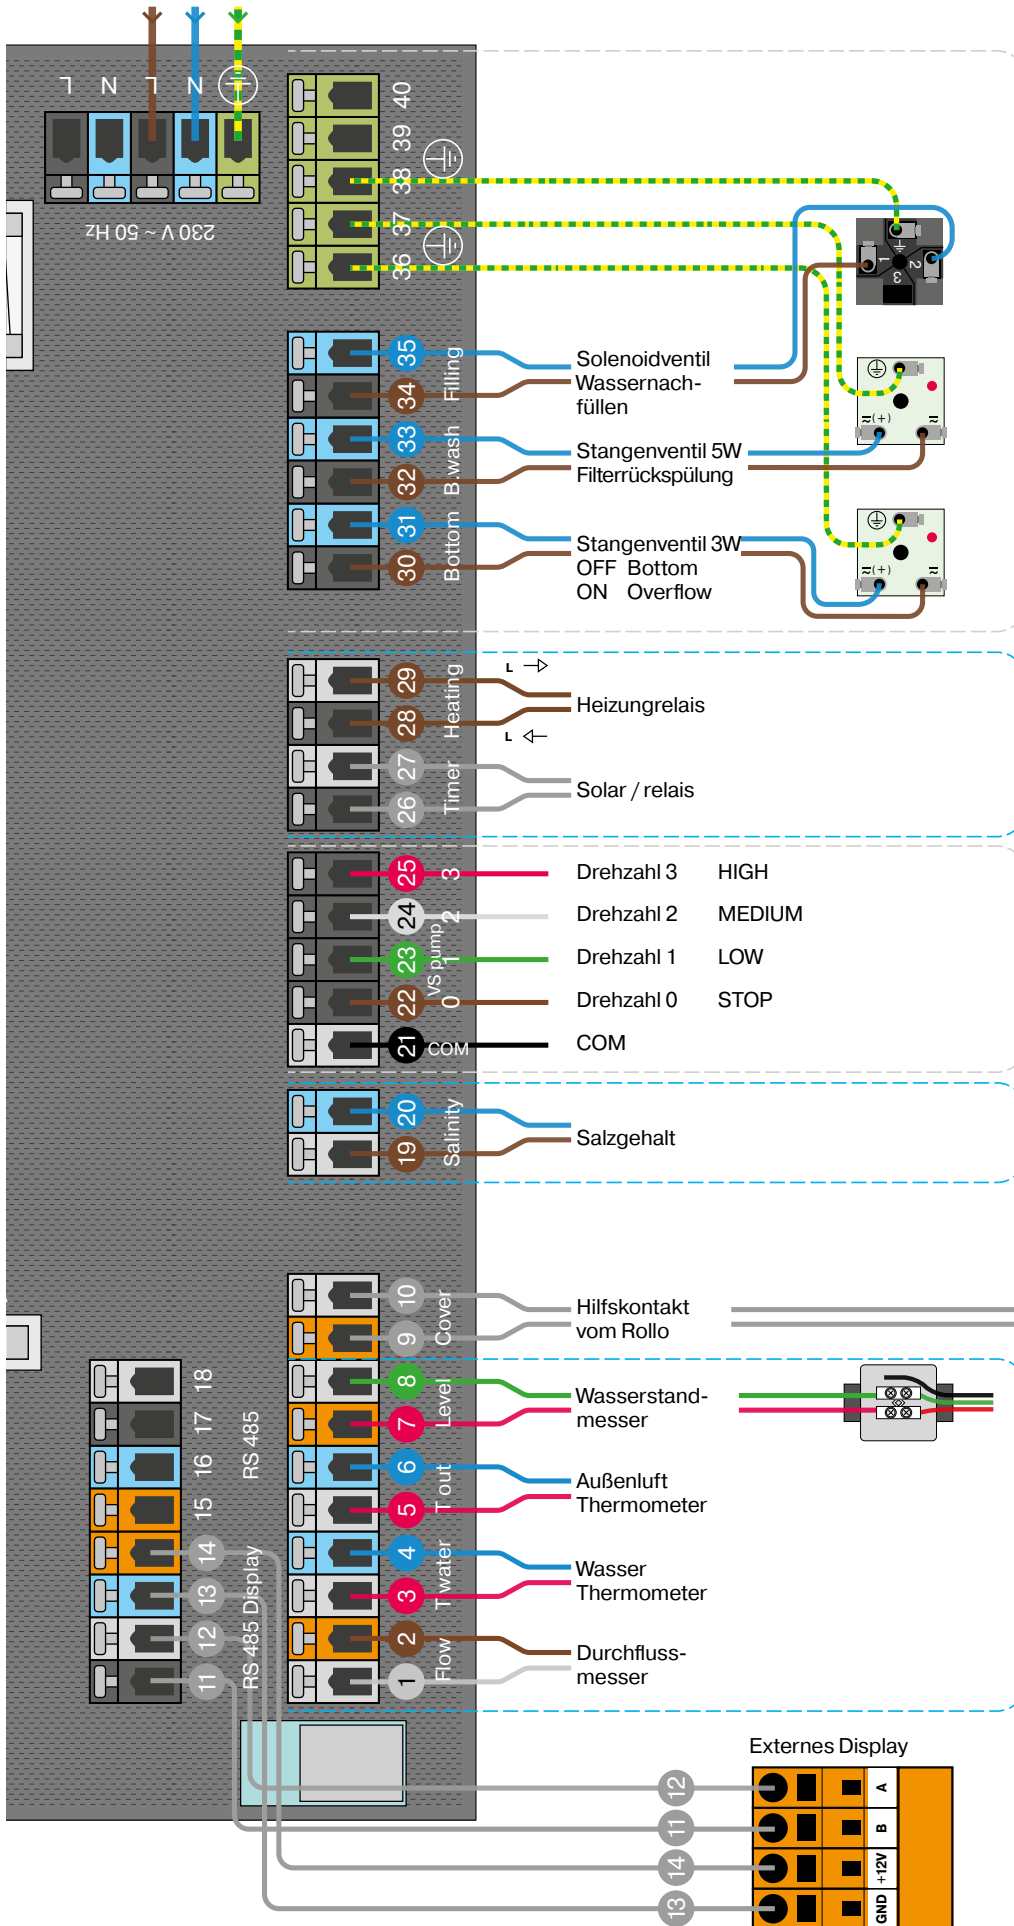 L N L N
230 V ~ 50 Hz
40
39
38
37
36
35
34
Filling
33
32
B.wash
31
30
Bottom
1
2
3
Solenoidventil
Wassernach-
füllen
≂(+) ≂
Stangenventil 5W
Filterrückspülung
Stangenventil 3W
OFF Bottom
ON Overflow
≂(+) ≂
29
28
Heating
27
26
Timer
L
L
Heizungrelais
Solar / relais
25 3
24 2
23 1
22 0
VS pump
21 COM
Drehzahl 3 HIGH
Drehzahl 2 MEDIUM
Drehzahl 1 LOW
Drehzahl 0 STOP
COM
20
19
Salinity
Salzgehalt
10
9
Cover
Hilfskontakt
vom Rollo
8
7
Level
Wasserstand-
messer
6
5
T out
Außenluft
Thermometer
4
3
T water
Wasser
Thermometer
2
1
Flow
Durchfluss-
messer
18
17
16
15
RS 485
14
13
12
11
RS 485 Display
Externes Display
12 A
11 B
14 +12V
13 GND